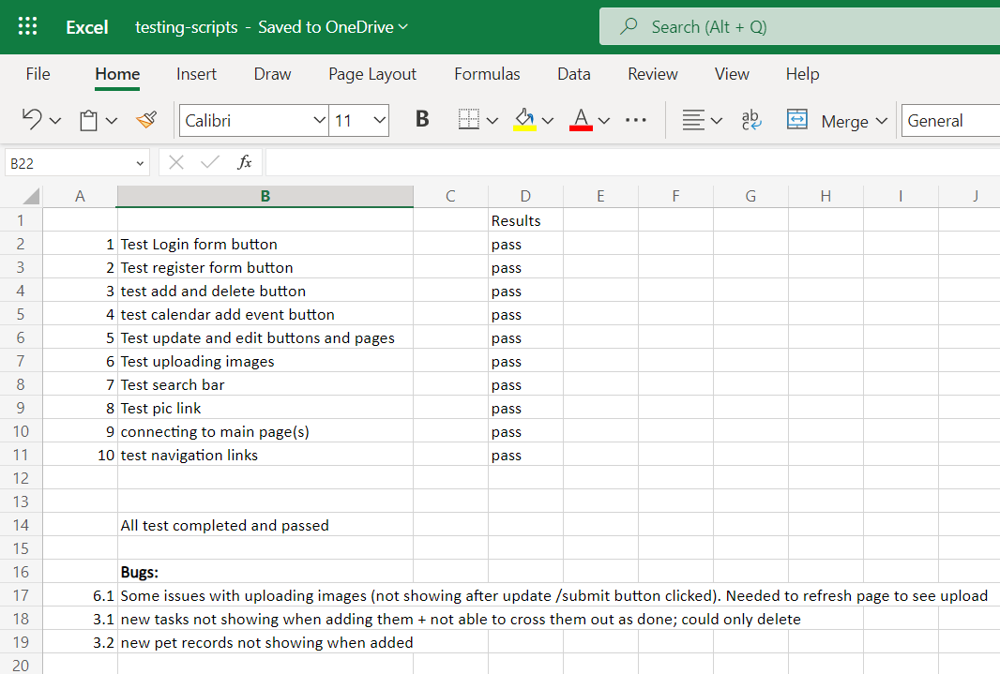 Excel testing-scripts - Saved to OneDrive Search (Alt + Q)
File Home Insert Draw Page Layout Formulas Data Review View Help
Calibri 11 B A ... ab c Merge General
B22 fx
A B C D E F G H I J
1 Results
2 1 Test Login form button pass
3 2 Test register form button pass
4 3 test add and delete button pass
5 4 test calendar add event button pass
6 5 Test update and edit buttons and pages pass
7 6 Test uploading images pass
8 7 Test search bar pass
9 8 Test pic link pass
10 9 connecting to main page(s) pass
11 10 test navigation links pass
12
13
14 All test completed and passed
15
16 Bugs:
17 6.1 Some issues with uploading images (not showing after update /submit button clicked). Needed to refresh page to see upload
18 3.1 new tasks not showing when adding them + not able to cross them out as done; could only delete
19 3.2 new pet records not showing when added
20